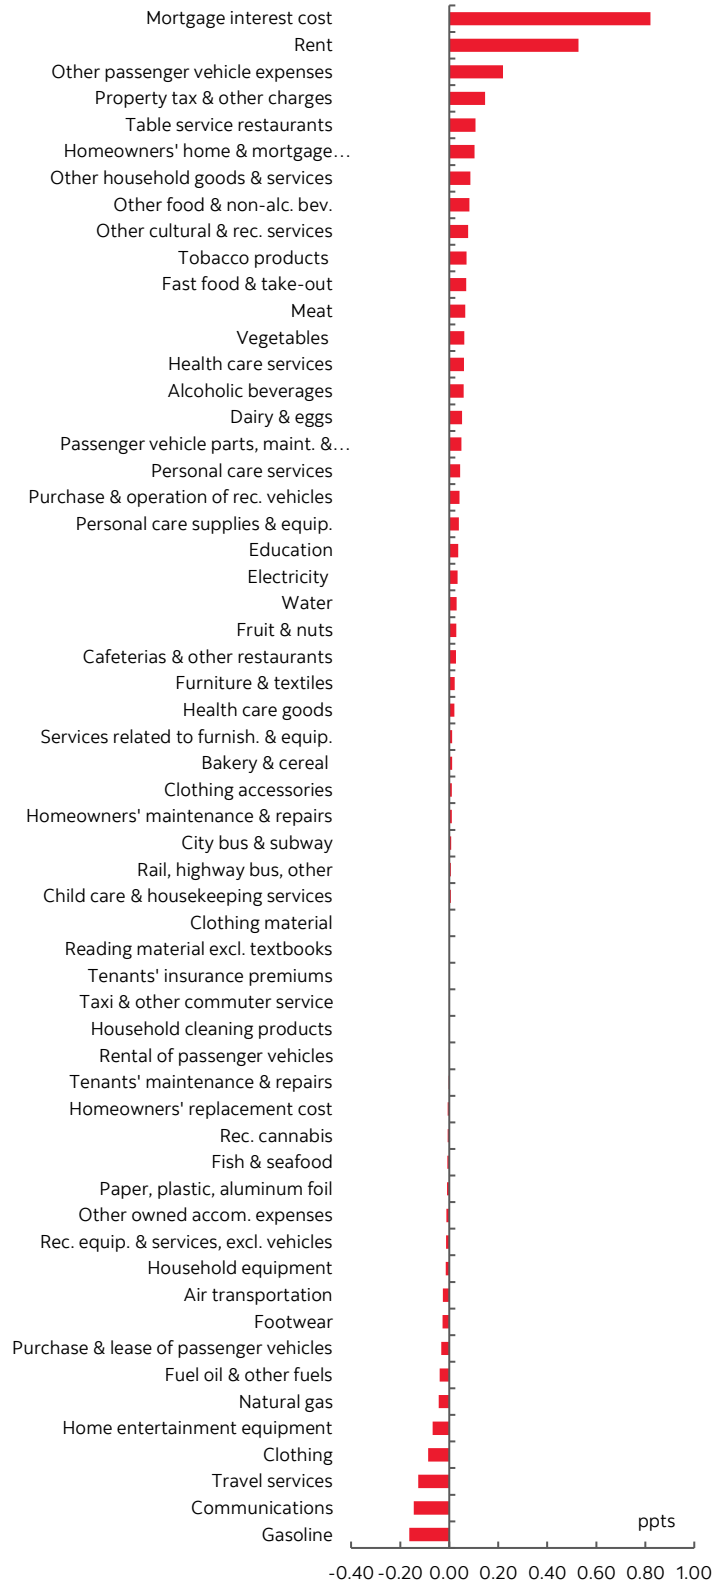 Mortgage interest cost
Rent
Other passenger vehicle expenses
Property tax & other charges
Table service restaurants
Homeowners' home & mortgage…
Other household goods & services
Other food & non-alc. bev.
Other cultural & rec. services
Tobacco products
Fast food & take-out
Meat
Vegetables
Health care services
Alcoholic beverages
Dairy & eggs
Passenger vehicle parts, maint. &…
Personal care services
Purchase & operation of rec. vehicles
Personal care supplies & equip.
Education
Electricity
Water
Fruit & nuts
Cafeterias & other restaurants
Furniture & textiles
Health care goods
Services related to furnish. & equip.
Bakery & cereal
Clothing accessories
Homeowners' maintenance & repairs
City bus & subway
Rail, highway bus, other
Child care & housekeeping services
Clothing material
Reading material excl. textbooks
Tenants' insurance premiums
Taxi & other commuter service
Household cleaning products
Rental of passenger vehicles
Tenants' maintenance & repairs
Homeowners' replacement cost
Rec. cannabis
Fish & seafood
Paper, plastic, aluminum foil
Other owned accom. expenses
Rec. equip. & services, excl. vehicles
Household equipment
Air transportation
Footwear
Purchase & lease of passenger vehicles
Fuel oil & other fuels
Natural gas
Home entertainment equipment
Clothing
Travel services
Communications
Gasoline
ppts
-0.40 -0.20 0.00 0.20 0.40 0.60 0.80 1.00